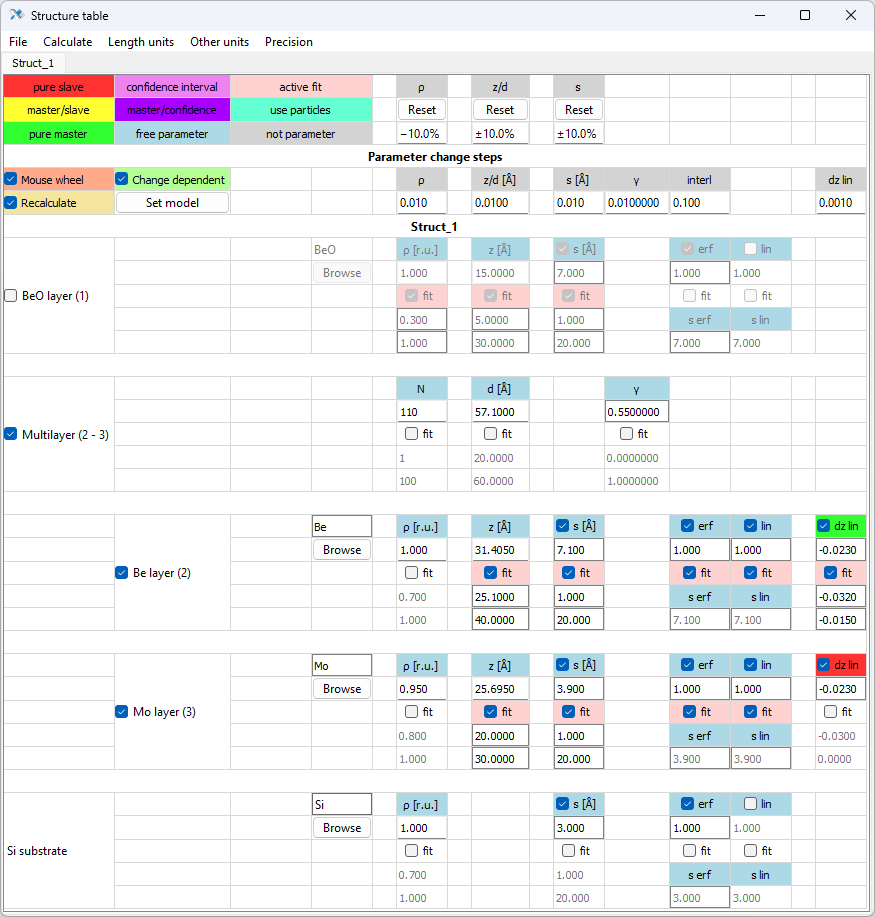 Structure table
File Calculate Length units Other units Precision
Struct_1
pure slave confidence interval active fit ρ z/d s
master/slave master/confidence use particles Reset Reset Reset
pure master free parameter not parameter −10.0% ±10.0% ±10.0%
Parameter change steps
Mouse wheel Change dependent ρ z/d [Å] s [Å] γ interl dz lin
Recalculate Set model 0.010 0.0100 0.010 0.0100000 0.100 0.0010
Struct_1
BeO ρ [r.u.] z [Å] s [Å] erf lin
Browse 1.000 15.0000 7.000 1.000 1.000
BeO layer (1) fit fit fit fit fit
0.300 5.0000 1.000 s erf s lin
1.000 30.0000 20.000 7.000 7.000
N d [Å] γ
110 57.1000 0.5500000
Multilayer (2 - 3) fit fit fit
1 20.0000 0.0000000
100 60.0000 1.0000000
Be ρ [r.u.] z [Å] s [Å] erf lin dz lin
Browse 1.000 31.4050 7.100 1.000 1.000 -0.0230
Be layer (2) fit fit fit fit fit fit
0.700 25.1000 1.000 s erf s lin -0.0320
1.000 40.0000 20.000 7.100 7.100 -0.0150
Mo ρ [r.u.] z [Å] s [Å] erf lin dz lin
Browse 0.950 25.6950 3.900 1.000 1.000 -0.0230
Mo layer (3) fit fit fit fit fit fit
0.800 20.0000 1.000 s erf s lin -0.0300
1.000 30.0000 20.000 3.900 3.900 0.0000
Si ρ [r.u.] s [Å] erf lin
Browse 1.000 3.000 1.000 1.000
Si substrate fit fit fit fit
0.700 1.000 s erf s lin
1.000 20.000 3.000 3.000